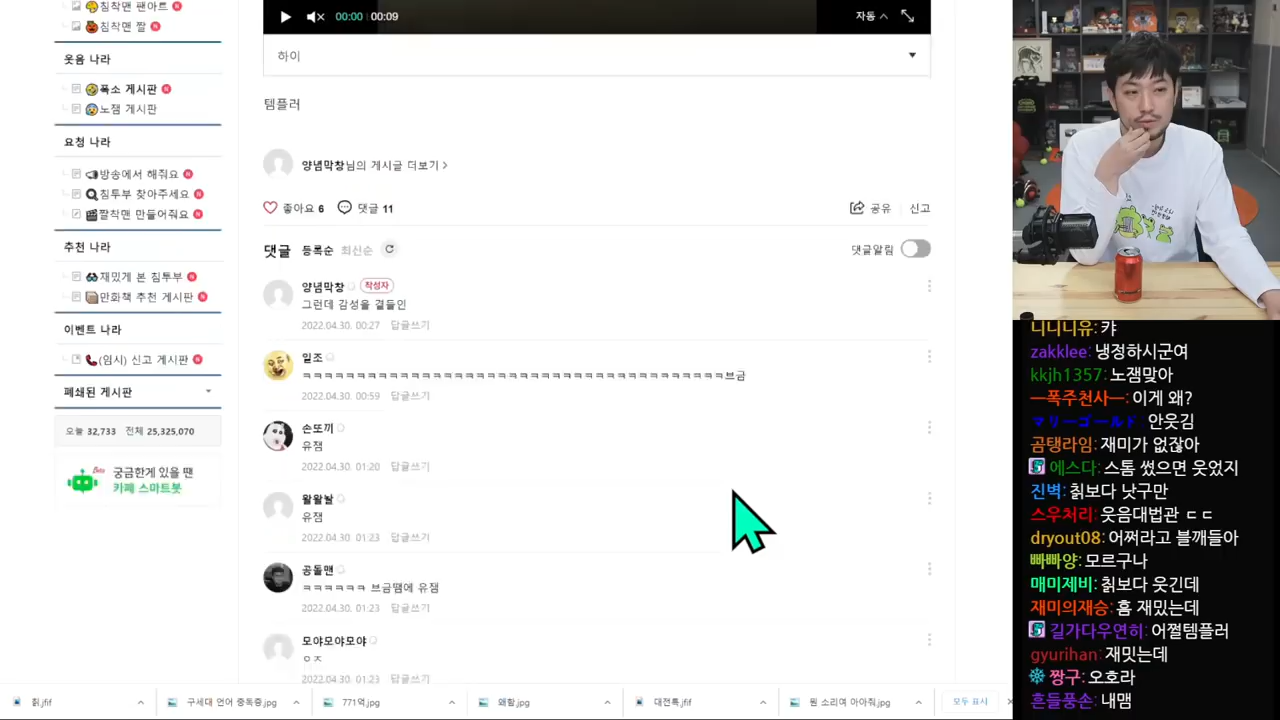 침착맨 팬아트
침착맨 짤
웃음 나라
폭소 게시판
노잼 게시판
요청 나라
방송에서 해줘요
침투부 찾아주세요
짤착맨 만들어줘요
추천 나라
재밌게 본 침투부
만화책 추천 게시판
이벤트 나라
(임시) 신고 게시판
폐쇄된 게시판
오늘 32,733 전체 25,325,070
Beta 궁금한게 있을 땐
카페 스마트봇
00:00 00:09 자동
하이
템플러
양념막창님의 게시글 더보기
좋아요 6 댓글 11 공유 신고
댓글 등록순 최신순 댓글알림
양념막창 작성자
그런데 감성을 곁들인
2022.04.30. 00:27 답글쓰기
일조
ㅋㅋㅋㅋㅋㅋㅋㅋㅋㅋㅋㅋㅋㅋㅋㅋㅋㅋㅋㅋㅋㅋㅋㅋㅋㅋㅋㅋㅋㅋㅋㅋㅋㅋㅋㅋㅋㅋㅋㅋㅋㅋㅋㅋㅋㅋㅋ브금
2022.04.30. 00:59 답글쓰기
손또끼
유잼
2022.04.30. 01:20 답글쓰기
왈왈놜
유잼
2022.04.30. 01:23 답글쓰기
공돌맨
ㅋㅋㅋㅋㅋㅋ 브금땜에 유잼
2022.04.30. 01:23 답글쓰기
모야모야모야
ㅇㅈ
2022.04.30. 01:23 답글쓰기
칡.jfif
구세대 언어 중독증.jpg
.jpg
왜함.jpg
대전특.jfif
뭔 소리여 아아줘.jpg
모두 표시
니니니유: 캬
zakklee: 냉정하시군여
kkjh1357: 노잼맞아
ㅡ폭주천사ㅡ: 이게 왜?
マリーゴールド: 안웃김
곰탱라임: 재미가 없잖아
에스다: 스톰 썼으면 웃었지
진벽: 칡보다 낫구만
스우처리: 웃음대법관 ㄷㄷ
dryout08: 어쩌라고 블깨들아
빠빠양: 모르구나
매미제비: 칡보다 웃긴데
재미의재승: 흠 재밌는데
길가다우연히: 어쩔템플러
gyurihan: 재밋는데
짱구: 오호라
흔들풍손: 내맴